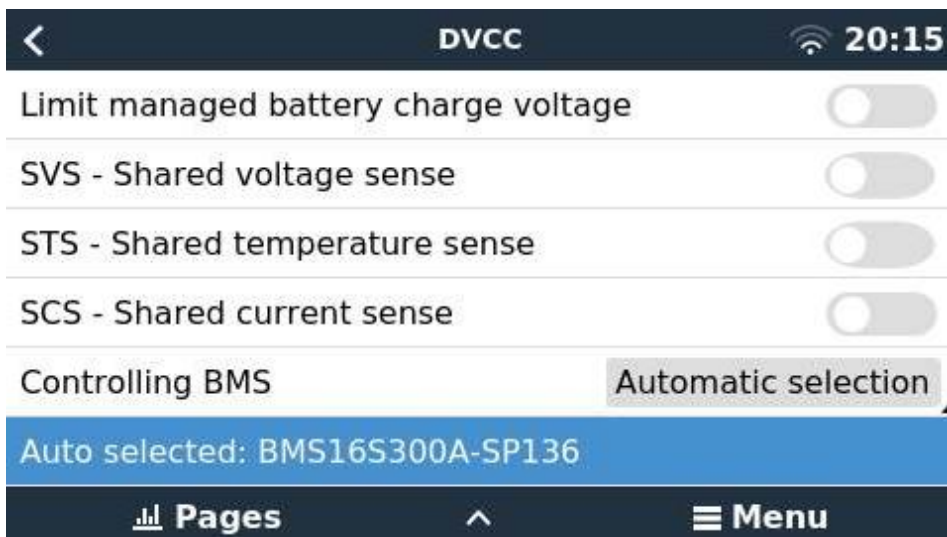 DVCC 20:15
Limit managed battery charge voltage
SVS - Shared voltage sense
STS - Shared temperature sense
SCS - Shared current sense
Controlling BMS Automatic selection
Auto selected: BMS16S300A-SP136
Pages Menu